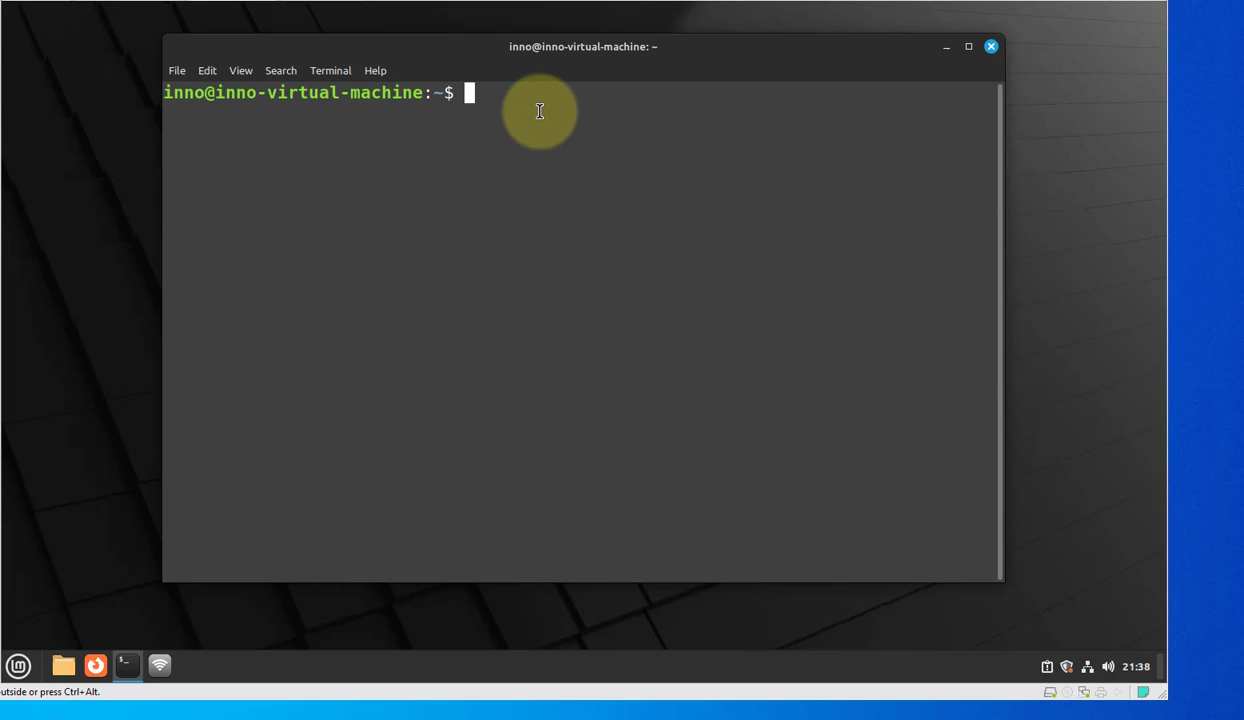 inno@inno-virtual-machine: ~
File Edit View Search Terminal Help
inno@inno-virtual-machine:~$
21:38
utside or press Ctrl+Alt.